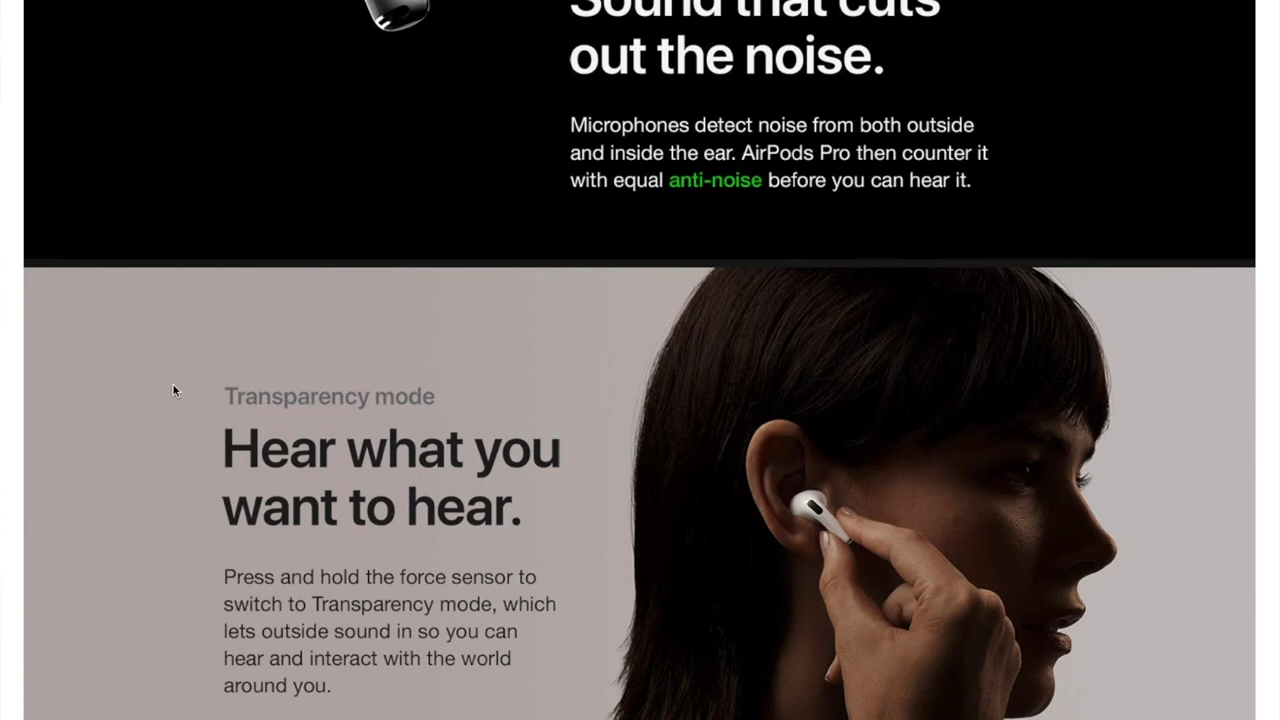 Sound that cuts
out the noise.
Microphones detect noise from both outside
and inside the ear. AirPods Pro then counter it
with equal anti-noise before you can hear it.
Transparency mode
Hear what you
want to hear.
Press and hold the force sensor to
switch to Transparency mode, which
lets outside sound in so you can
hear and interact with the world
around you.